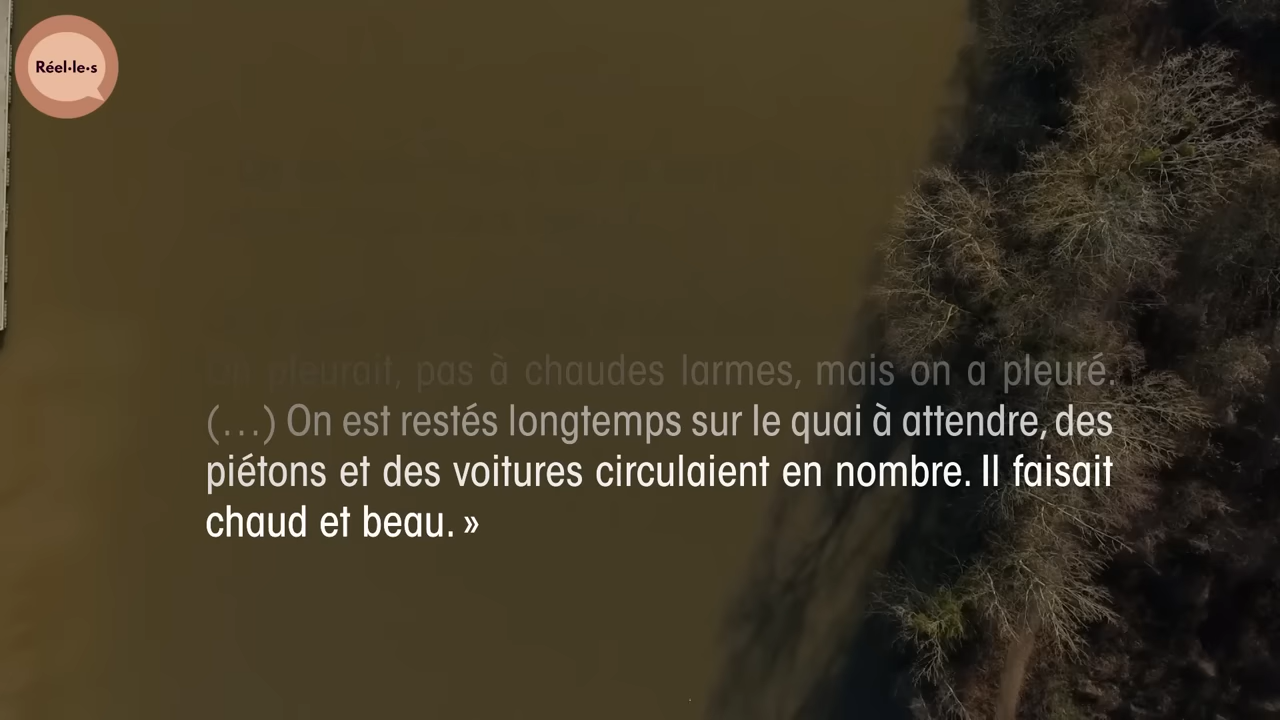 Réel·le·s
On pleurait, pas à chaudes larmes, mais on a pleuré.
(…) On est restés longtemps sur le quai à attendre, des
piétons et des voitures circulaient en nombre. Il faisait
chaud et beau. »